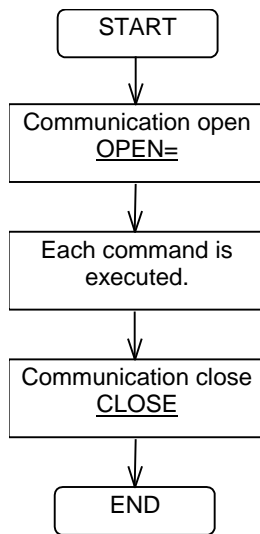 START
Communication open
OPEN=
Each command is
executed.
Communication close
CLOSE
END